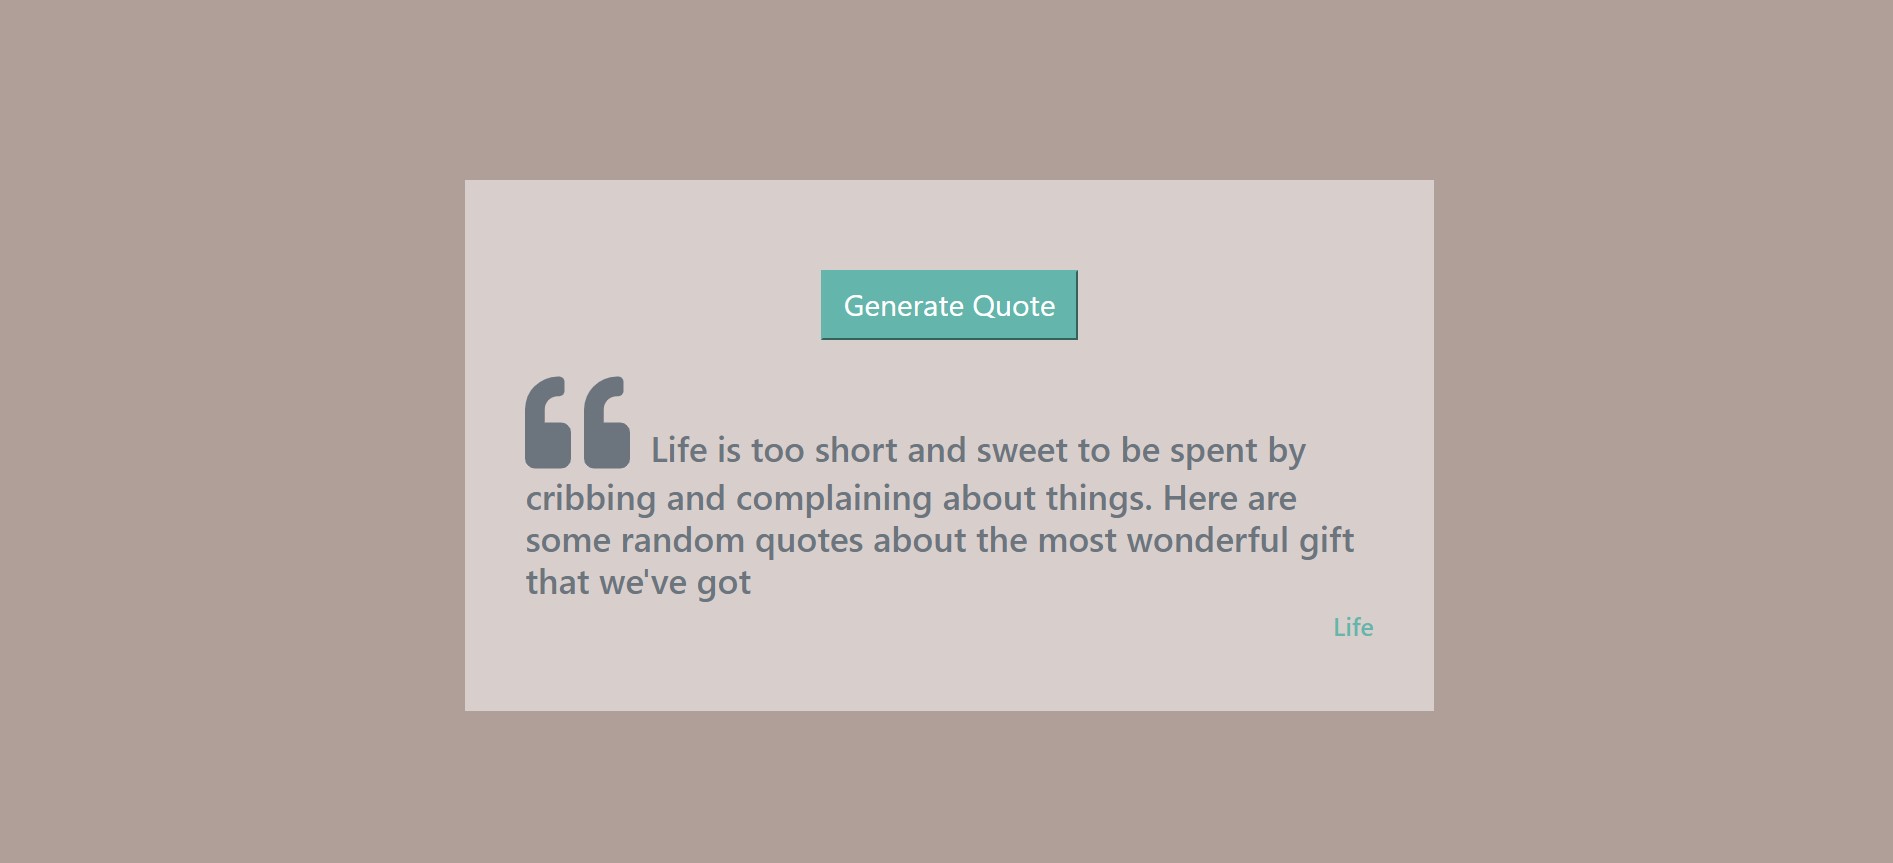 Generate Quote
Life is too short and sweet to be spent by
cribbing and complaining about things. Here are
some random quotes about the most wonderful gift
that we've got
Life